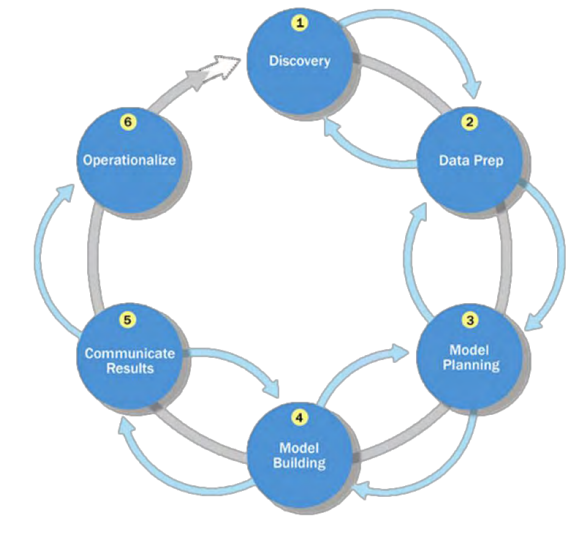 1
Discovery
2
Data Prep
3
Model
Planning
4
Model
Building
5
Communicate
Results
6
Operationalize